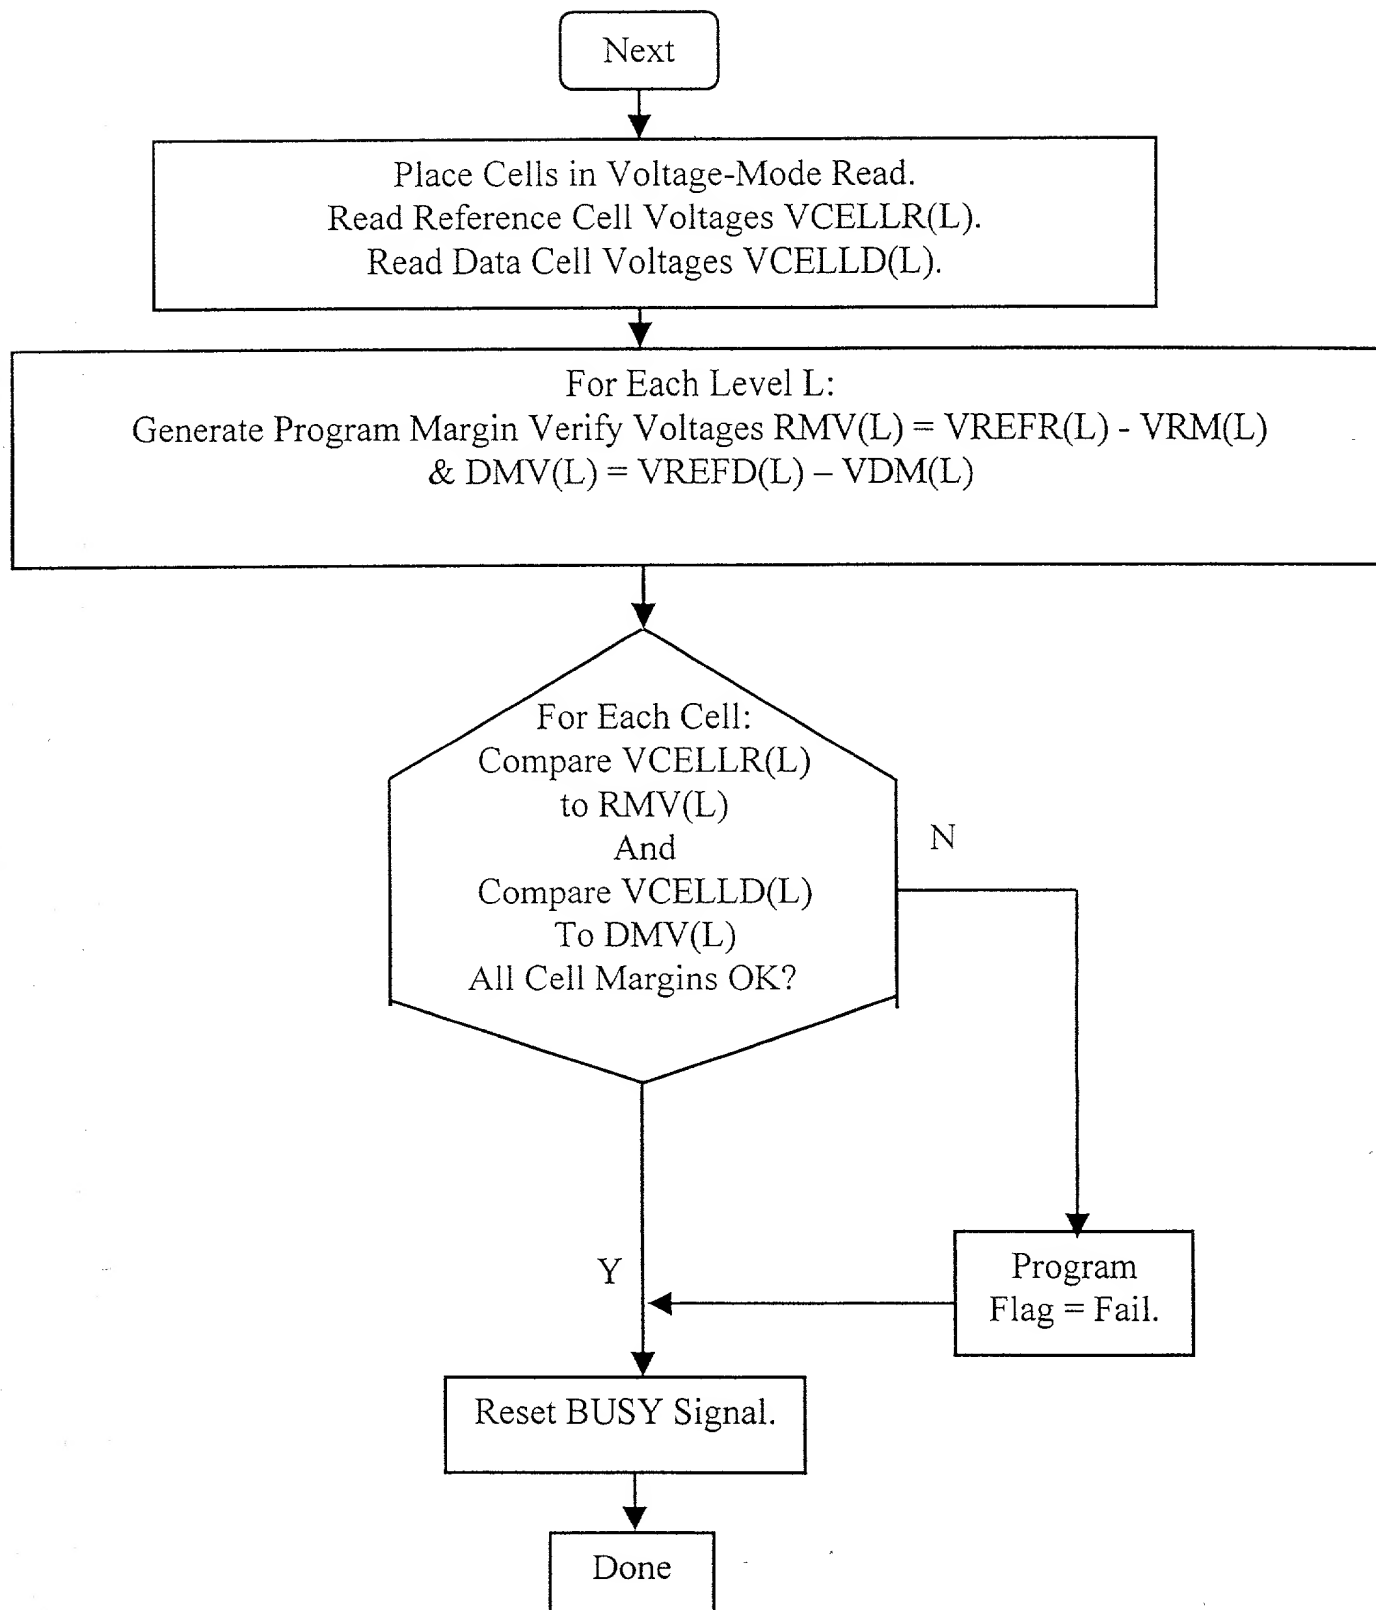 Next
Place Cells in Voltage-Mode Read.
Read Reference Cell Voltages VCELLR(L).
Read Data Cell Voltages VCELLD(L).
For Each Level L:
Generate Program Margin Verify Voltages RMV(L) = VREFR(L) - VRM(L)
& DMV(L) = VREFD(L) – VDM(L)
For Each Cell:
Compare VCELLR(L)
to RMV(L)
And
Compare VCELLD(L)
To DMV(L)
All Cell Margins OK?
N
Y
Program
Flag = Fail.
Reset BUSY Signal.
Done